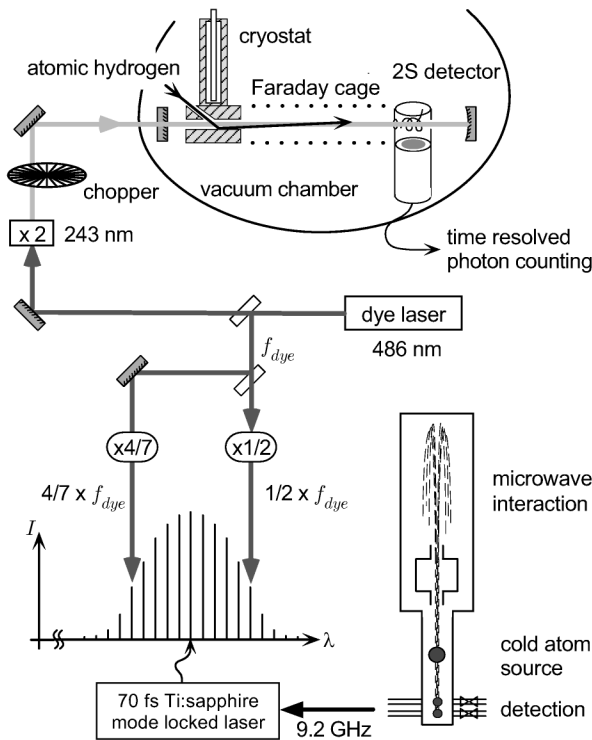 cryostat
atomic hydrogen
Faraday cage
2S detector
chopper
vacuum chamber
x 2
243 nm
time resolved
photon counting
dye laser
486 nm
f_dye
x4/7
x1/2
4/7 x f_dye
1/2 x f_dye
microwave
interaction
I
λ
cold atom
source
70 fs Ti:sapphire
mode locked laser
9.2 GHz
detection